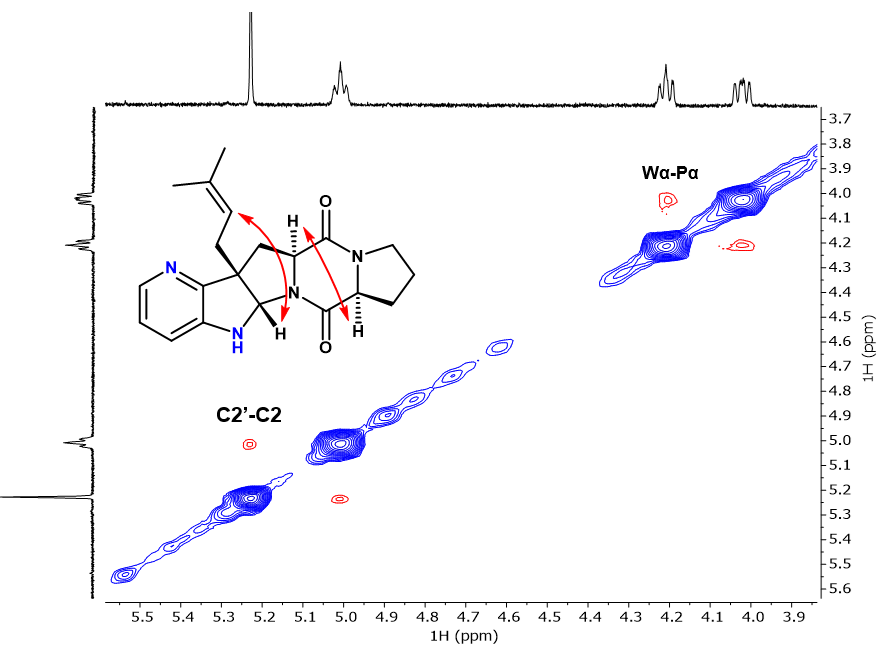 3.7
3.8
3.9
Wα-Pα
4.0
4.1
4.2
4.3
4.4
4.5
4.6
4.7
4.8
4.9
5.0
5.1
5.2
5.3
5.4
5.5
5.6
1H (ppm)
O
H
N
N
N
H
H
N
H
O
C2’-C2
5.5 5.4 5.3 5.2 5.1 5.0 4.9 4.8 4.7 4.6 4.5 4.4 4.3 4.2 4.1 4.0 3.9
1H (ppm)